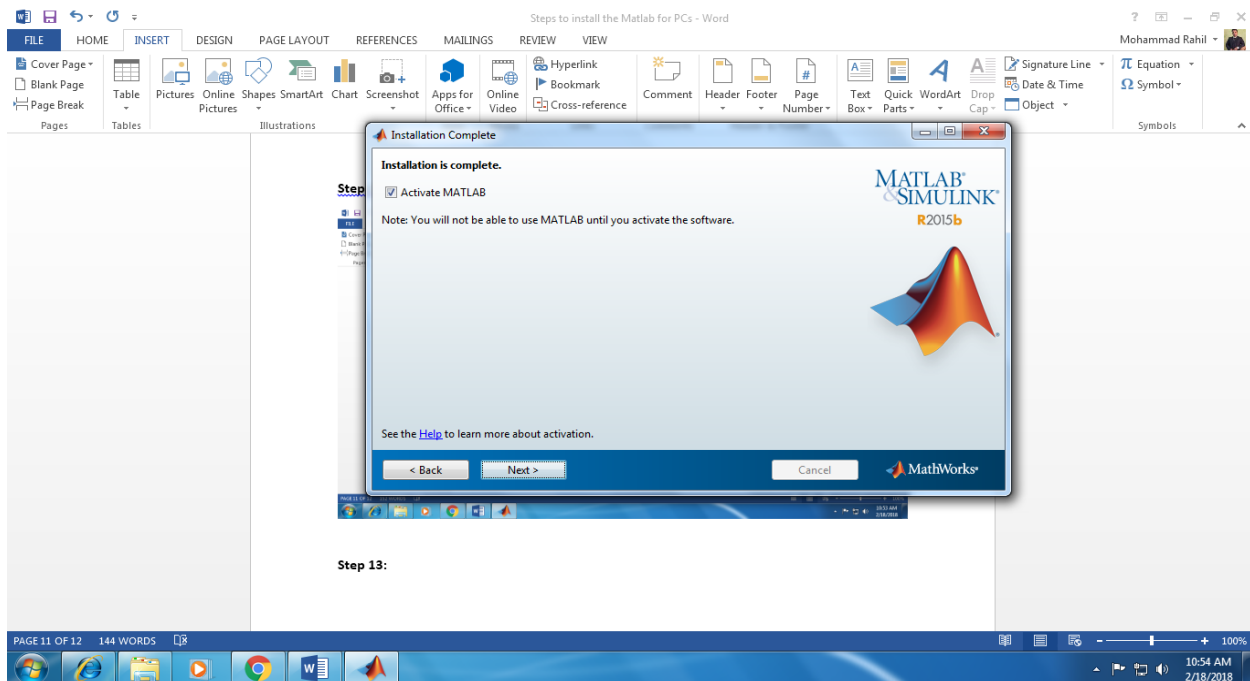 Steps to install the Matlab for PCs - Word
FILE HOME INSERT DESIGN PAGE LAYOUT REFERENCES MAILINGS REVIEW VIEW
Mohammad Rahil
Cover Page
Blank Page
Page Break
Pages
Table
Tables
Pictures
Online Pictures
Shapes
SmartArt
Chart
Screenshot
Illustrations
Apps for Office
Online Video
Hyperlink
Bookmark
Cross-reference
Comment
Header
Footer
Page Number
Text Box
Quick Parts
WordArt
Drop Cap
Signature Line
Date & Time
Object
Equation
Symbol
Symbols
Step
Installation Complete
Installation is complete.
Activate MATLAB
Note: You will not be able to use MATLAB until you activate the software.
MATLAB®
&SIMULINK®
R2015b
See the Help to learn more about activation.
< Back
Next >
Cancel
MathWorks®
Step 13:
PAGE 11 OF 12 144 WORDS
100%
10:54 AM
2/18/2018